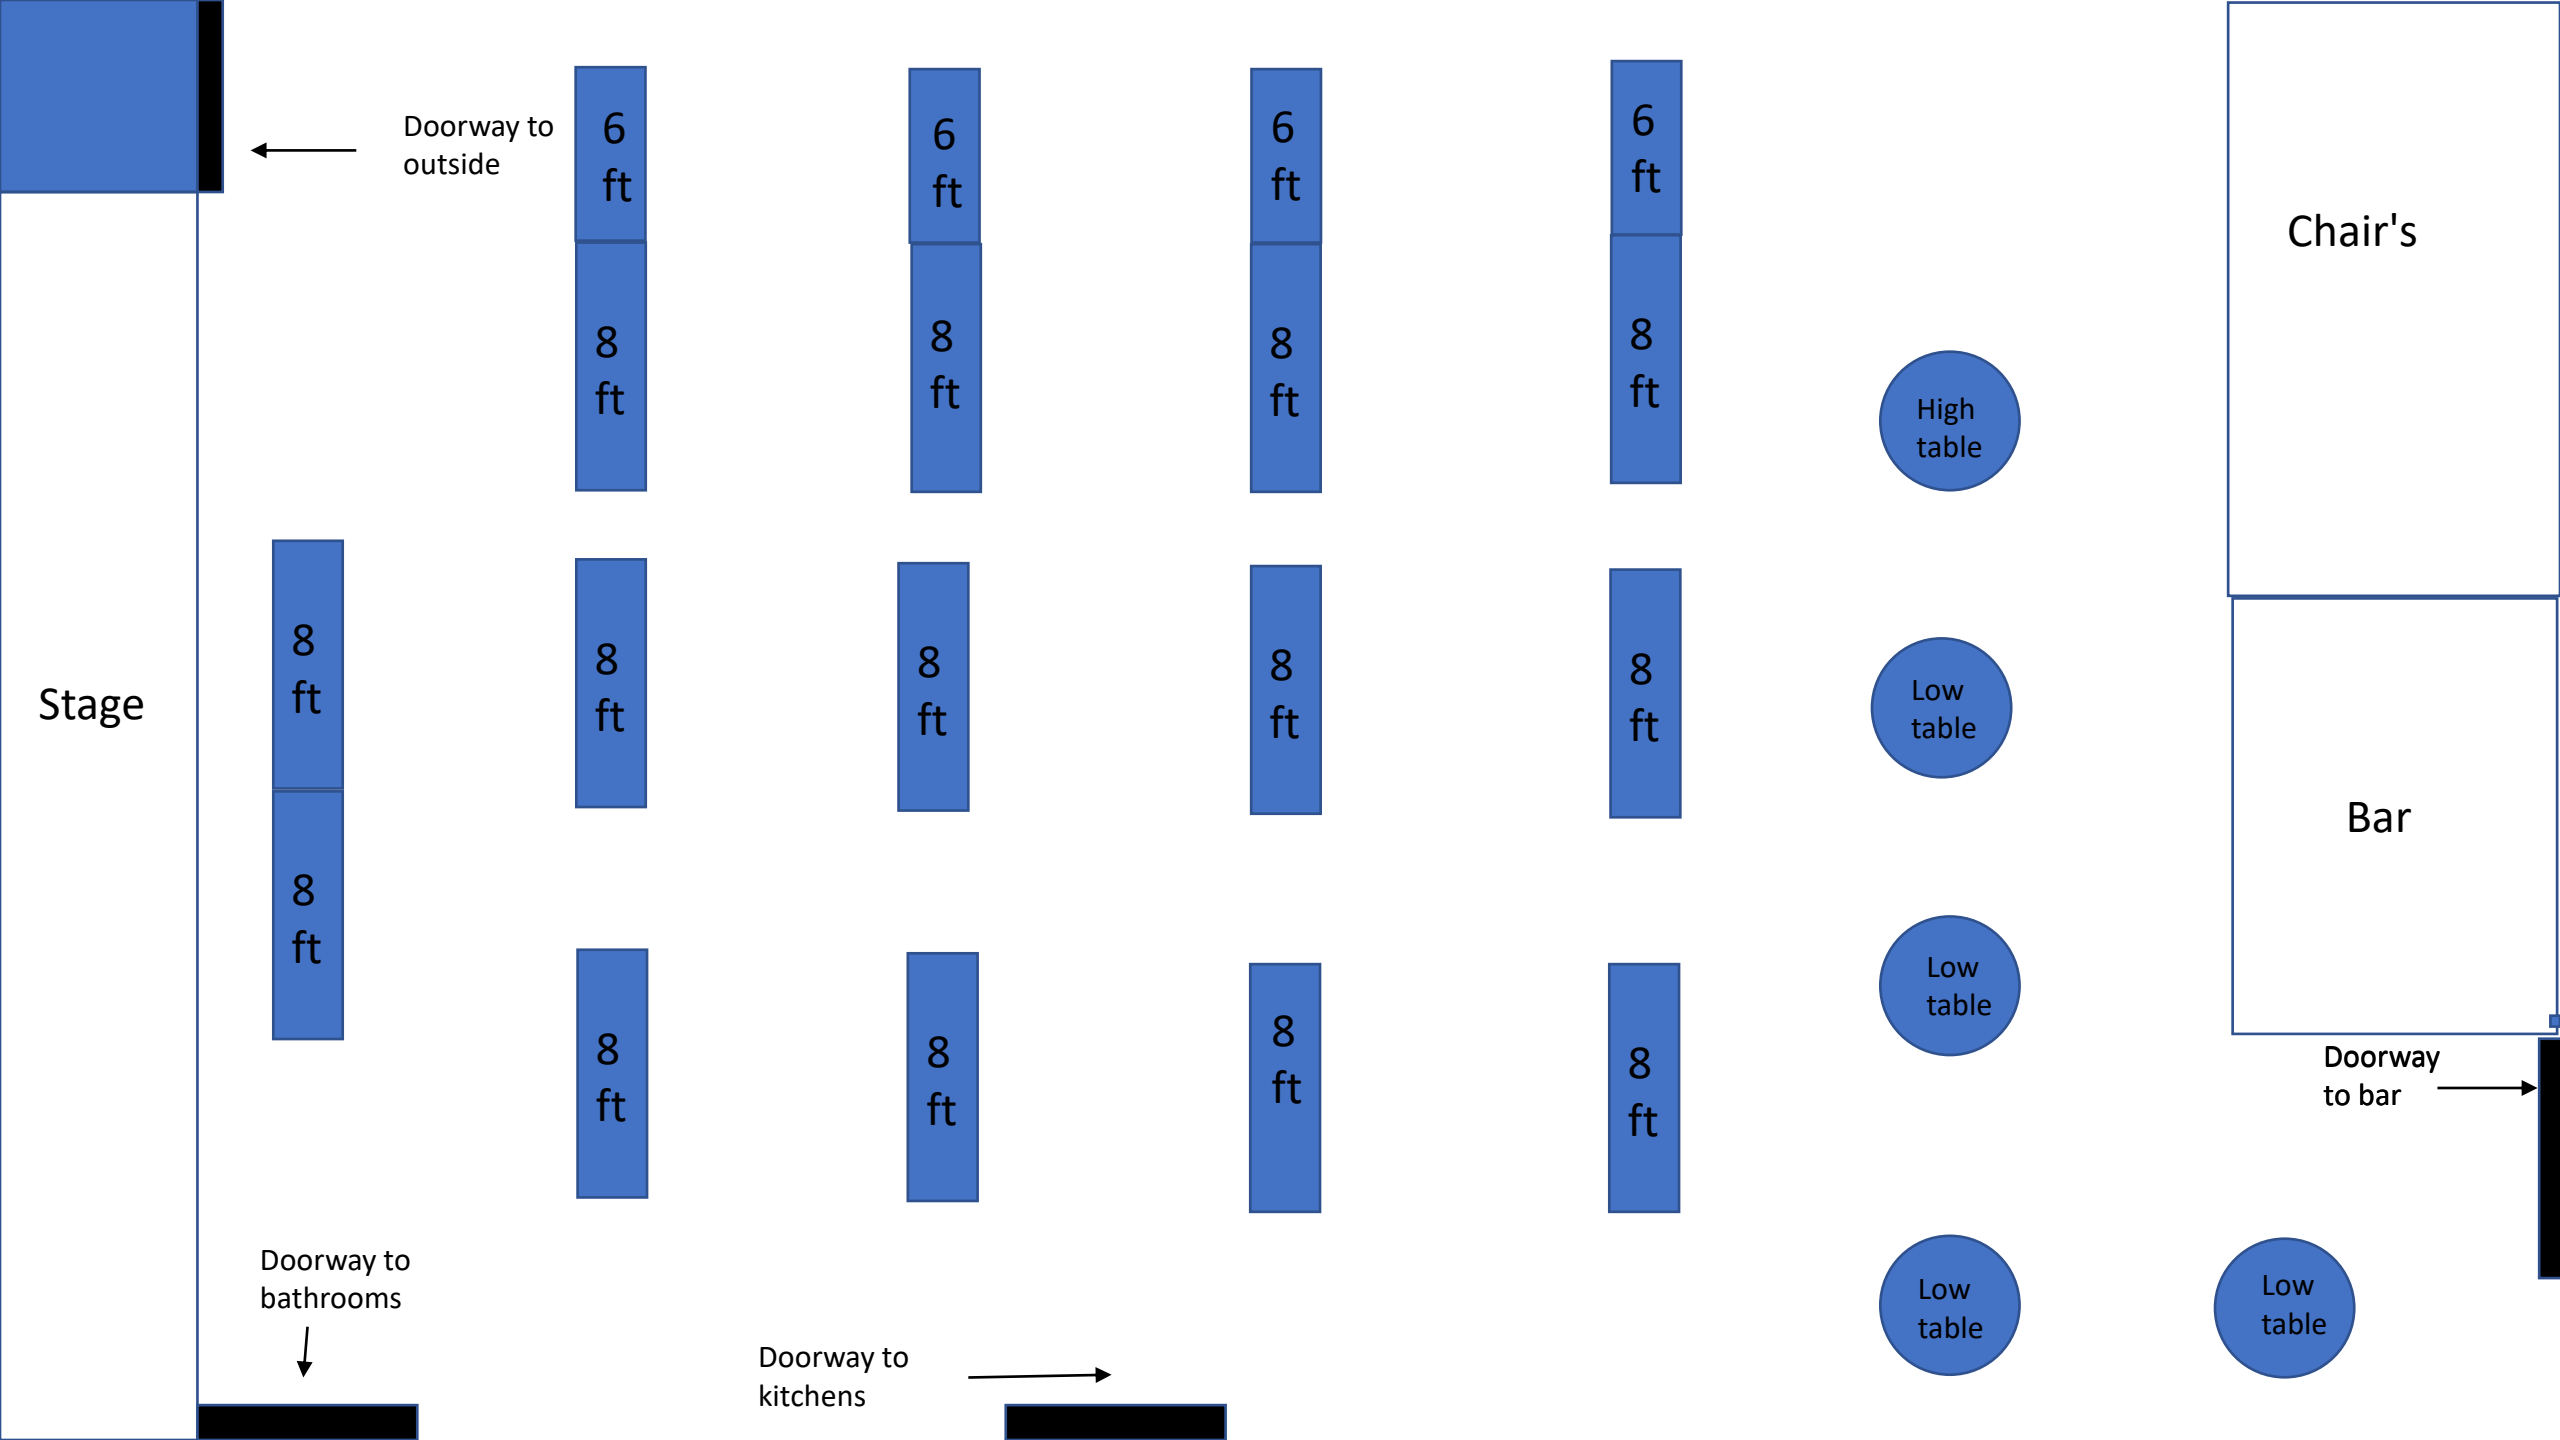 Doorway to
outside
6
ft
6
ft
6
ft
6
ft
Chair's
8
ft
8
ft
8
ft
8
ft
High
table
Stage
8
ft
8
ft
8
ft
8
ft
8
ft
Low
table
Bar
8
ft
8
ft
8
ft
8
ft
8
ft
Low
table
Doorway
to bar
Doorway to
bathrooms
Doorway to
kitchens
Low
table
Low
table